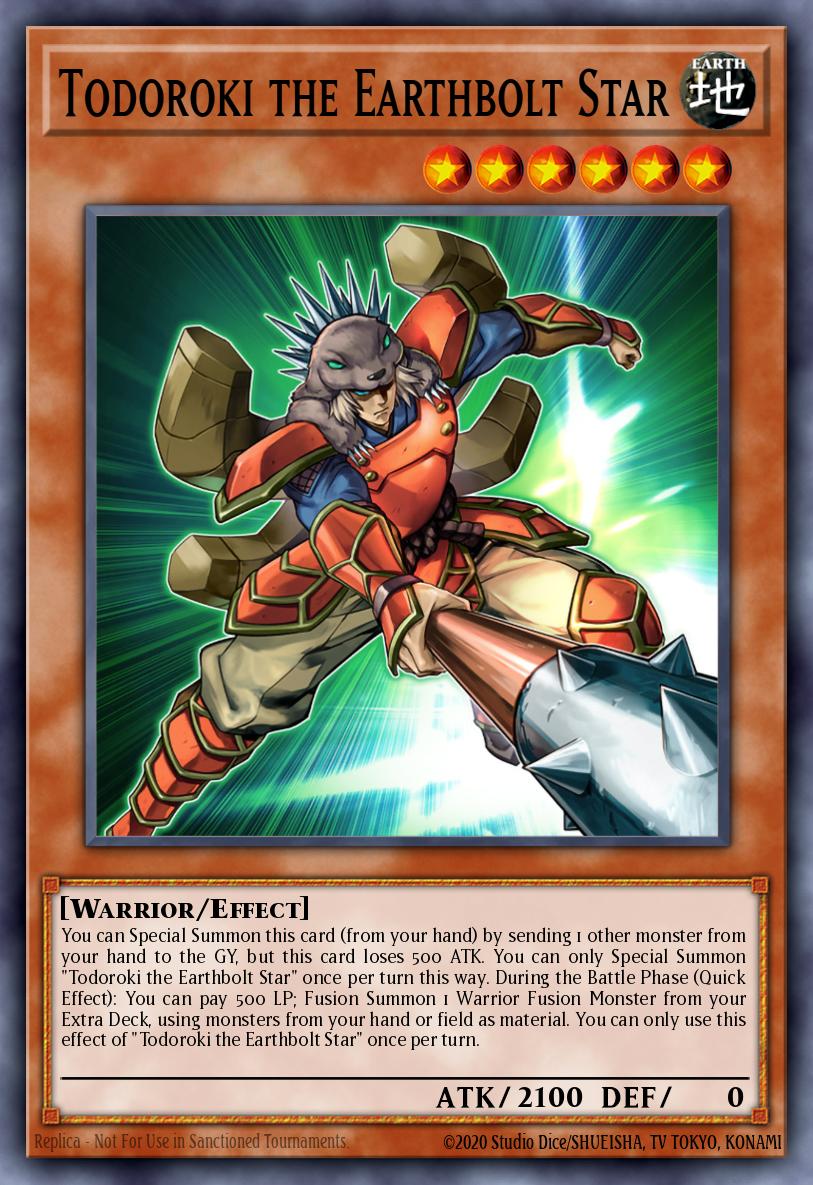 Todoroki the Earthbolt Star
EARTH
地
[Warrior/Effect]
You can Special Summon this card (from your hand) by sending 1 other monster from
your hand to the GY, but this card loses 500 ATK. You can only Special Summon
"Todoroki the Earthbolt Star" once per turn this way. During the Battle Phase (Quick
Effect): You can pay 500 LP; Fusion Summon 1 Warrior Fusion Monster from your
Extra Deck, using monsters from your hand or field as material. You can only use this
effect of "Todoroki the Earthbolt Star" once per turn.
ATK/ 2100 DEF/ 0
Replica - Not For Use in Sanctioned Tournaments.
©2020 Studio Dice/SHUEISHA, TV TOKYO, KONAMI